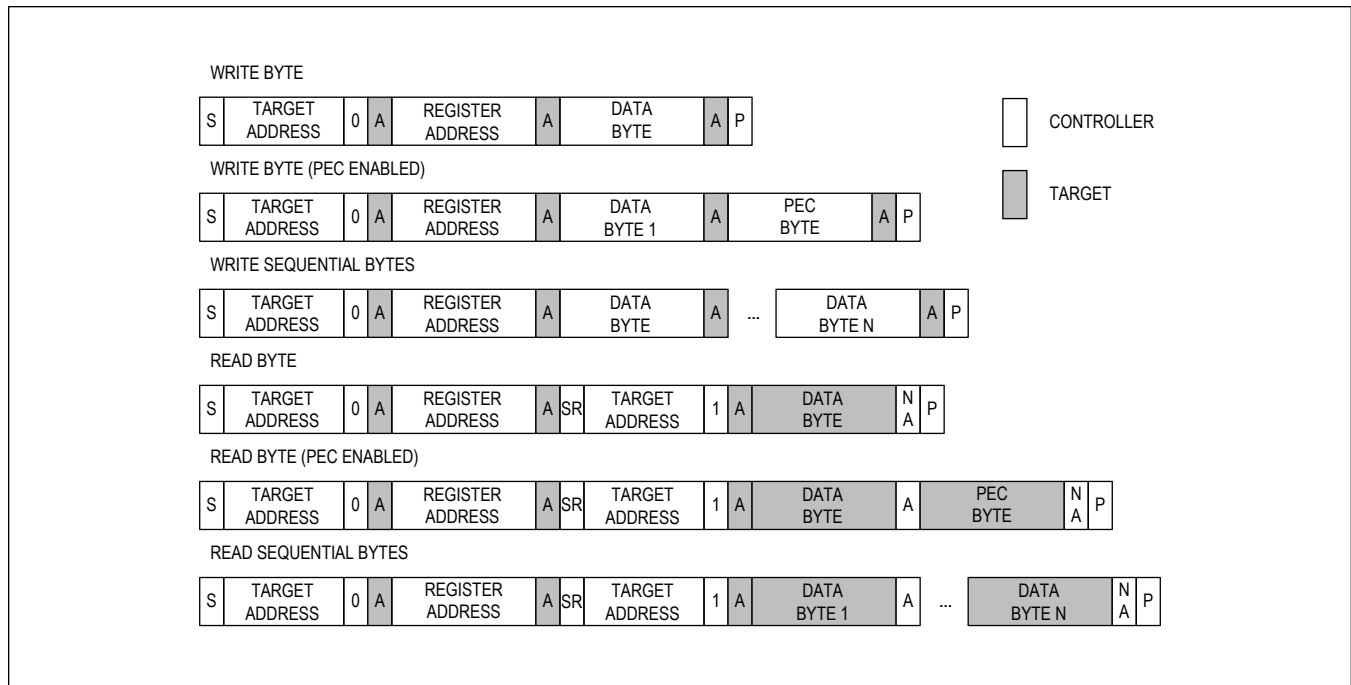 WRITE BYTE
S TARGET ADDRESS 0 A REGISTER ADDRESS A DATA BYTE A P
CONTROLLER
WRITE BYTE (PEC ENABLED)
TARGET
S TARGET ADDRESS 0 A REGISTER ADDRESS A DATA BYTE 1 A PEC BYTE A P
WRITE SEQUENTIAL BYTES
S TARGET ADDRESS 0 A REGISTER ADDRESS A DATA BYTE A ... DATA BYTE N A P
READ BYTE
S TARGET ADDRESS 0 A REGISTER ADDRESS A SR TARGET ADDRESS 1 A DATA BYTE NA P
READ BYTE (PEC ENABLED)
S TARGET ADDRESS 0 A REGISTER ADDRESS A SR TARGET ADDRESS 1 A DATA BYTE A PEC BYTE NA P
READ SEQUENTIAL BYTES
S TARGET ADDRESS 0 A REGISTER ADDRESS A SR TARGET ADDRESS 1 A DATA BYTE 1 A ... DATA BYTE N NA P